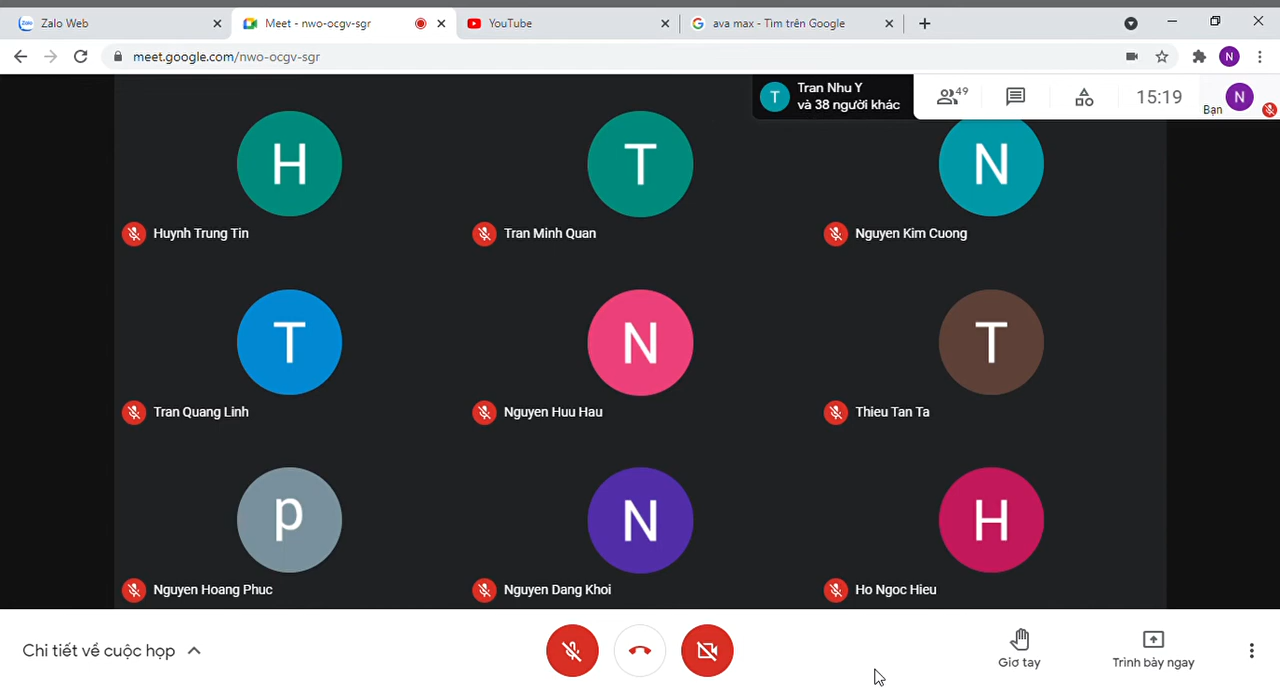 Zalo Web
Meet - nwo-ocgv-sgr
YouTube
ava max - Tìm trên Google
meet.google.com/nwo-ocgv-sgr
N
T
Tran Nhu Y
và 38 người khác
49
15:19
Bạn
N
H
T
N
Huynh Trung Tin
Tran Minh Quan
Nguyen Kim Cuong
T
N
T
Tran Quang Linh
Nguyen Huu Hau
Thieu Tan Ta
p
N
H
Nguyen Hoang Phuc
Nguyen Dang Khoi
Ho Ngoc Hieu
Chi tiết về cuộc họp
Giơ tay
Trình bày ngay